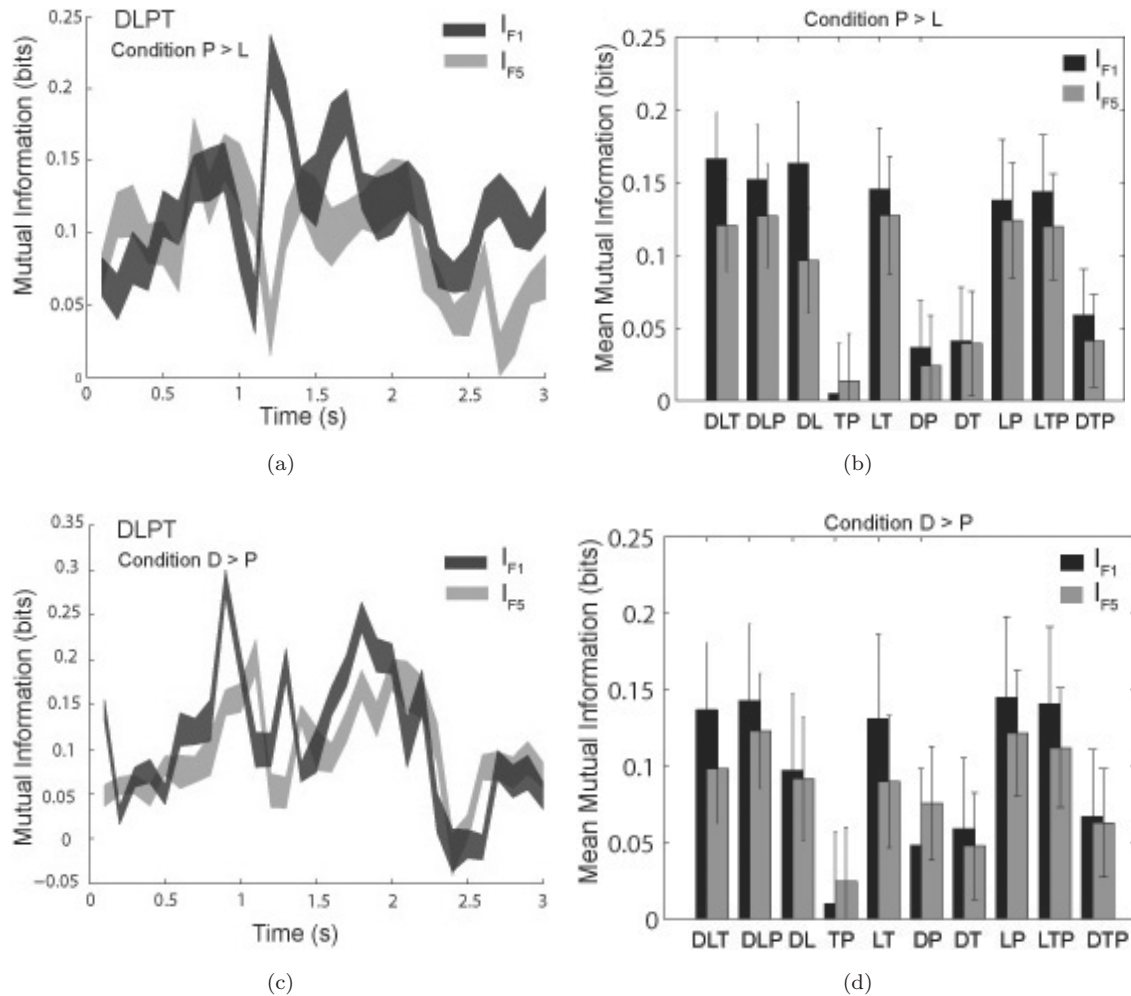 DLPT
Condition P > L
I_F1
I_F5
Mutual Information (bits)
0.25
0.2
0.15
0.1
0.05
0
0 0.5 1 1.5 2 2.5 3
Time (s)
(a)
Condition P > L
I_F1
I_F5
Mean Mutual Information (bits)
0.25
0.2
0.15
0.1
0.05
0
DLT DLP DL TP LT DP DT LP LTP DTP
(b)
DLPT
Condition D > P
I_F1
I_F5
Mutual Information (bits)
0.35
0.3
0.25
0.2
0.15
0.1
0.05
0
−0.05
0 0.5 1 1.5 2 2.5 3
Time (s)
(c)
Condition D > P
I_F1
I_F5
Mean Mutual Information (bits)
0.25
0.2
0.15
0.1
0.05
0
DLT DLP DL TP LT DP DT LP LTP DTP
(d)